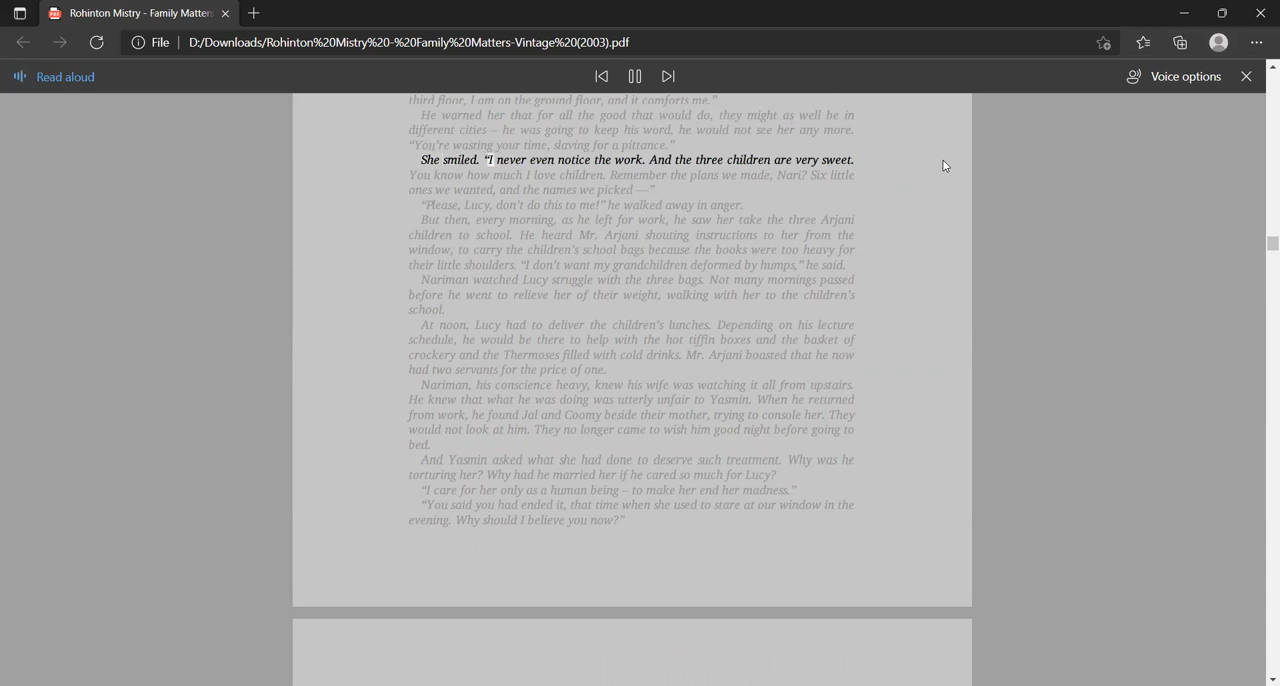 Rohinton Mistry - Family Matters
File
D:/Downloads/Rohinton%20Mistry%20-%20Family%20Matters-Vintage%20(2003).pdf
Read aloud
Voice options
third floor, I am on the ground floor, and it comforts me.”
He warned her that for all the good that would do, they might as well be in
different cities – he was going to keep his word, he would not see her any more.
“You’re wasting your time, slaving for a pittance.”
She smiled. “I never even notice the work. And the three children are very sweet.
You know how much I love children. Remember the plans we made, Nari? Six little
ones we wanted, and the names we picked —”
“Please, Lucy, don’t do this to me!” he walked away in anger.
But then, every morning, as he left for work, he saw her take the three Arjani
children to school. He heard Mr. Arjani shouting instructions to her from the
window, to carry the children’s school bags because the books were too heavy for
their little shoulders. “I don’t want my grandchildren deformed by humps,” he said.
Nariman watched Lucy struggle with the three bags. Not many mornings passed
before he went to relieve her of their weight, walking with her to the children’s
school.
At noon, Lucy had to deliver the children’s lunches. Depending on his lecture
schedule, he would be there to help with the hot tiffin boxes and the basket of
crockery and the Thermoses filled with cold drinks. Mr. Arjani boasted that he now
had two servants for the price of one.
Nariman, his conscience heavy, knew his wife was watching it all from upstairs.
He knew that what he was doing was utterly unfair to Yasmin. When he returned
from work, he found Jal and Coomy beside their mother, trying to console her. They
would not look at him. They no longer came to wish him good night before going to
bed.
And Yasmin asked what she had done to deserve such treatment. Why was he
torturing her? Why had he married her if he cared so much for Lucy?
“I care for her only as a human being – to make her end her madness.”
“You said you had ended it, that time when she used to stare at our window in the
evening. Why should I believe you now?”